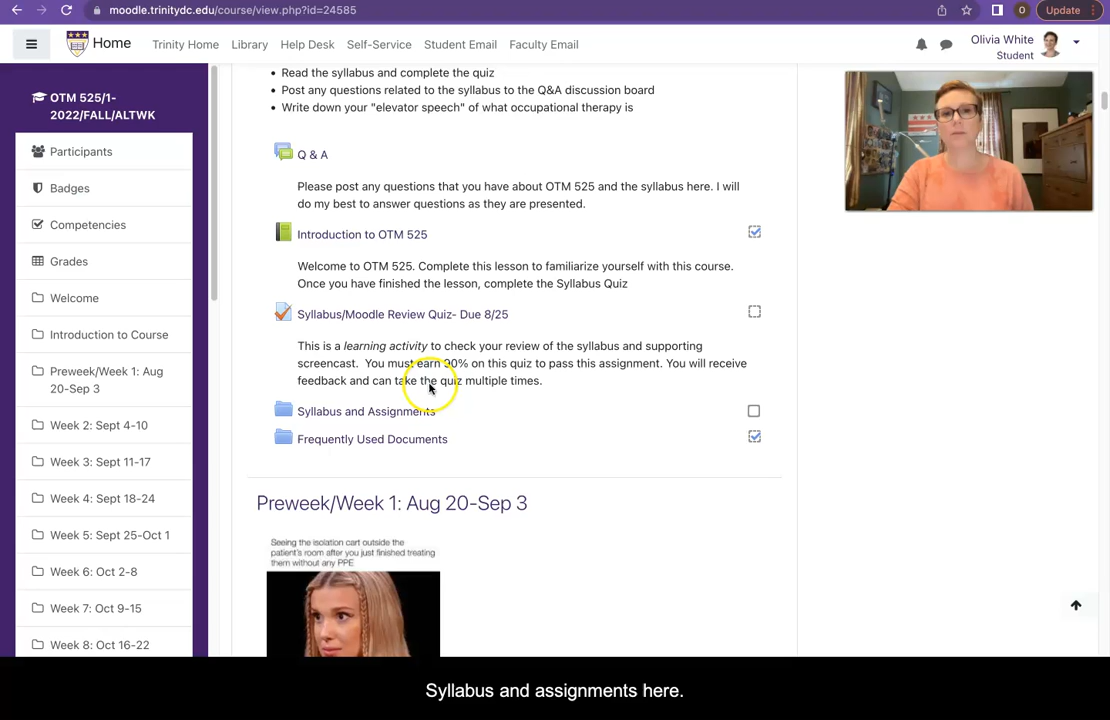 moodle.trinitydc.edu/course/view.php?id=24585
O
Update
Home
Trinity Home
Library
Help Desk
Self-Service
Student Email
Faculty Email
Olivia White
Student
OTM 525/1-
2022/FALL/ALTWK
Participants
Badges
Competencies
Grades
Welcome
Introduction to Course
Preweek/Week 1: Aug
20-Sep 3
Week 2: Sept 4-10
Week 3: Sept 11-17
Week 4: Sept 18-24
Week 5: Sept 25-Oct 1
Week 6: Oct 2-8
Week 7: Oct 9-15
Week 8: Oct 16-22
Read the syllabus and complete the quiz
Post any questions related to the syllabus to the Q&A discussion board
Write down your "elevator speech" of what occupational therapy is
Q & A
Please post any questions that you have about OTM 525 and the syllabus here. I will
do my best to answer questions as they are presented.
Introduction to OTM 525
Welcome to OTM 525. Complete this lesson to familiarize yourself with this course.
Once you have finished the lesson, complete the Syllabus Quiz
Syllabus/Moodle Review Quiz- Due 8/25
This is a learning activity to check your review of the syllabus and supporting
screencast. You must earn 90% on this quiz to pass this assignment. You will receive
feedback and can take the quiz multiple times.
Syllabus and Assignments
Frequently Used Documents
Preweek/Week 1: Aug 20-Sep 3
Seeing the isolation cart outside the
patient's room after you just finished treating
them without any PPE
Syllabus and assignments here.